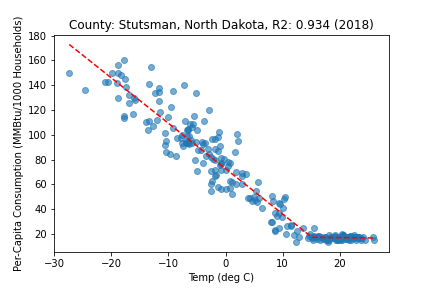 County: Stutsman, North Dakota, R2: 0.934 (2018)
Per-Capita Consumption (MMBtu/1000 Households)
180
160
140
120
100
80
60
40
20
−30 −20 −10 0 10 20
Temp (deg C)